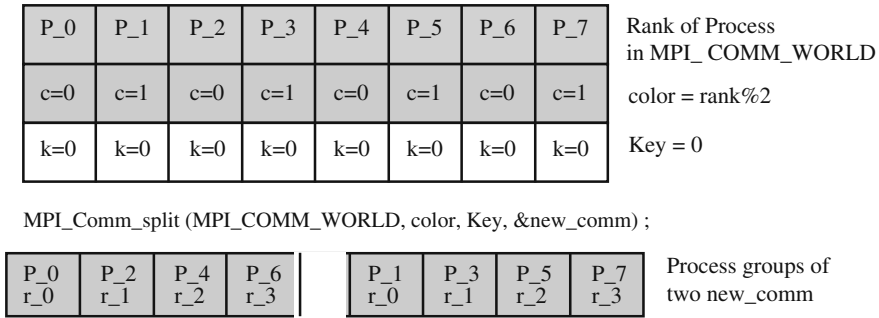 P_0 P_1 P_2 P_3 P_4 P_5 P_6 P_7 Rank of Process
in MPI_ COMM_WORLD
c=0 c=1 c=0 c=1 c=0 c=1 c=0 c=1 color = rank%2
k=0 k=0 k=0 k=0 k=0 k=0 k=0 k=0 Key = 0
MPI_Comm_split (MPI_COMM_WORLD, color, Key, &new_comm) ;
P_0 P_2 P_4 P_6 P_1 P_3 P_5 P_7 Process groups of
r_0 r_1 r_2 r_3 r_0 r_1 r_2 r_3 two new_comm